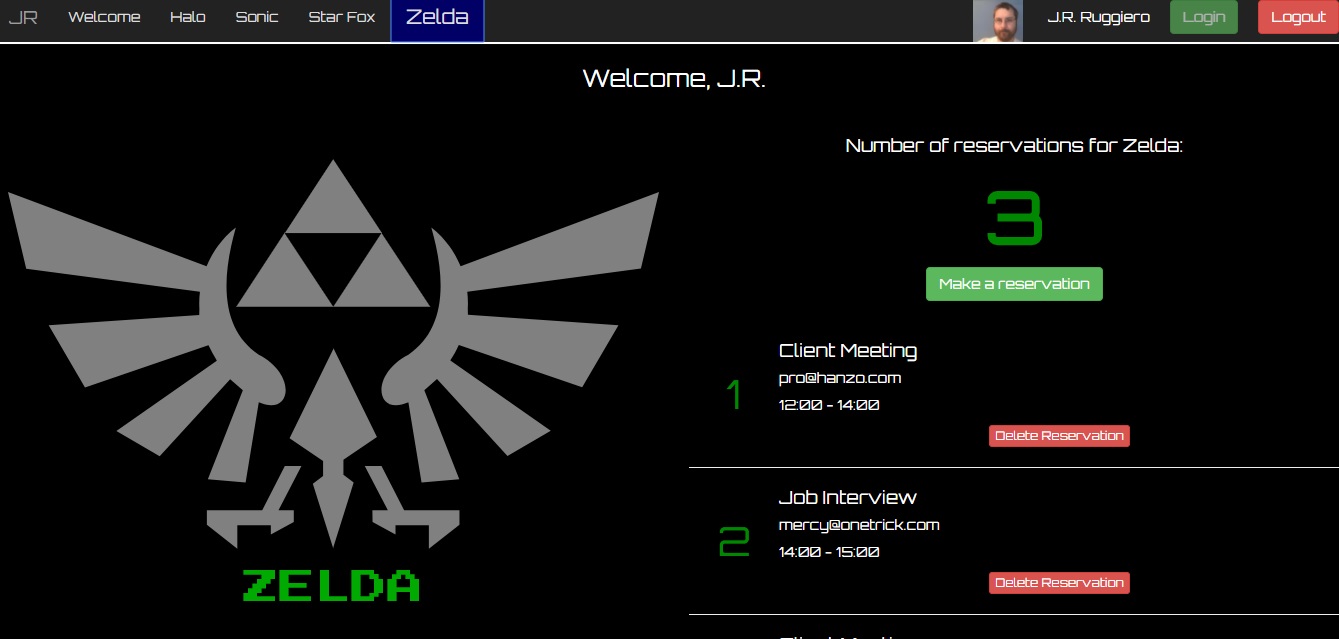 JR Welcome Halo Sonic Star Fox Zelda J.R. Ruggiero Login Logout
Welcome, J.R.
Number of reservations for Zelda:
3
Make a reservation
1
Client Meeting
pro@hanzo.com
12:00 - 14:00
Delete Reservation
2
Job Interview
mercy@onetrick.com
14:00 - 15:00
Delete Reservation
ZELDA